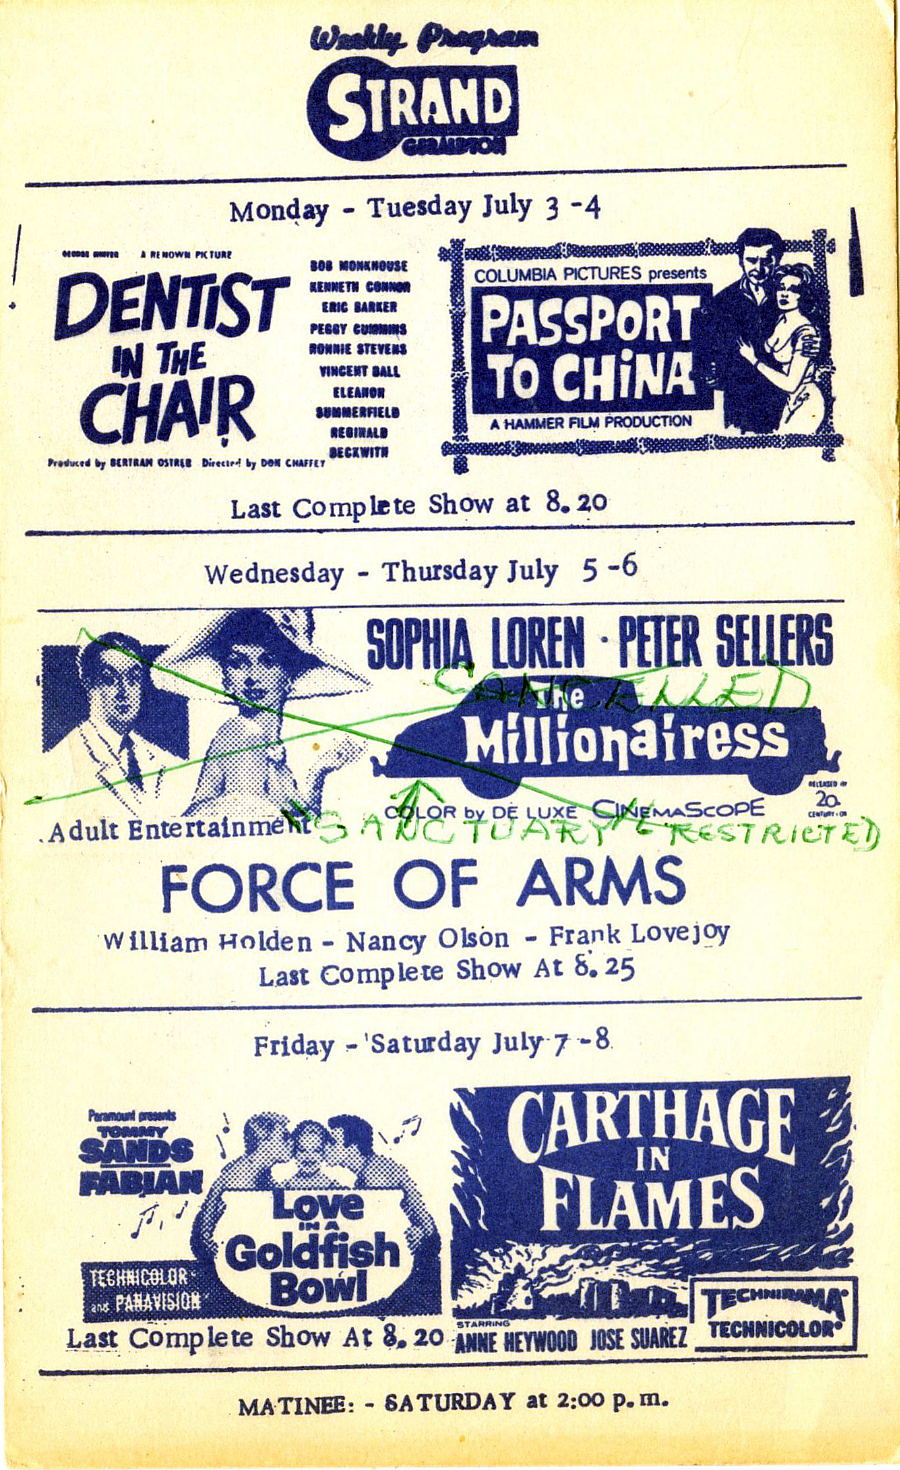 Weekly Program
STRAND
GERALDTON
Monday - Tuesday July 3 - 4
A RENOWN PICTURE
DENTIST
IN THE
CHAIR
BOB MONKHOUSE
KENNETH CONNOR
ERIC BARKER
PEGGY CUMMINS
RONNIE STEVENS
VINCENT BALL
ELEANOR
SUMMERFIELD
REGINALD
BECKWITH
Produced by BERTRAM OSTRER Directed by DON CHAFFEY
COLUMBIA PICTURES presents
PASSPORT
TO CHiNA
A HAMMER FILM PRODUCTION
Last Complete Show at 8.20
Wednesday - Thursday July 5 - 6
SOPHIA LOREN · PETER SELLERS
CANCELLED
The
Millionairess
RELEASED BY
20
CENTURY-FOX
COLOR by DE LUXE CINEMASCOPE
. Adult Entertainment
"SANCTUARY" RESTRICTED
FORCE OF ARMS
William Holden - Nancy Olson - Frank Lovejoy
Last Complete Show At 8.25
Friday - 'Saturday July 7 - 8
Paramount presents
TOMMY
SANDS
FABIAN
Love
IN A
Goldfish
Bowl
TECHNICOLOR®
and PANAVISION®
Last Complete Show At 8.20
CARTHAGE
IN
FLAMES
STARRING
ANNE HEYWOOD JOSE SUAREZ
TECHNIRAMA®
TECHNICOLOR®
MATINEE: - SATURDAY at 2:00 p.m.